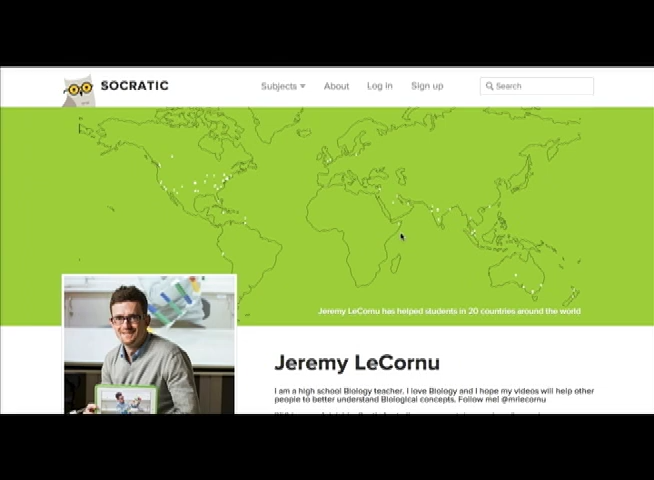 SOCRATIC
Subjects ▾ About Log in Sign up Search
Jeremy LeCornu has helped students in 20 countries around the world
Jeremy LeCornu
I am a high school Biology teacher. I love Biology and I hope my videos will help other
people to better understand Biological concepts. Follow me! @mrlecornu